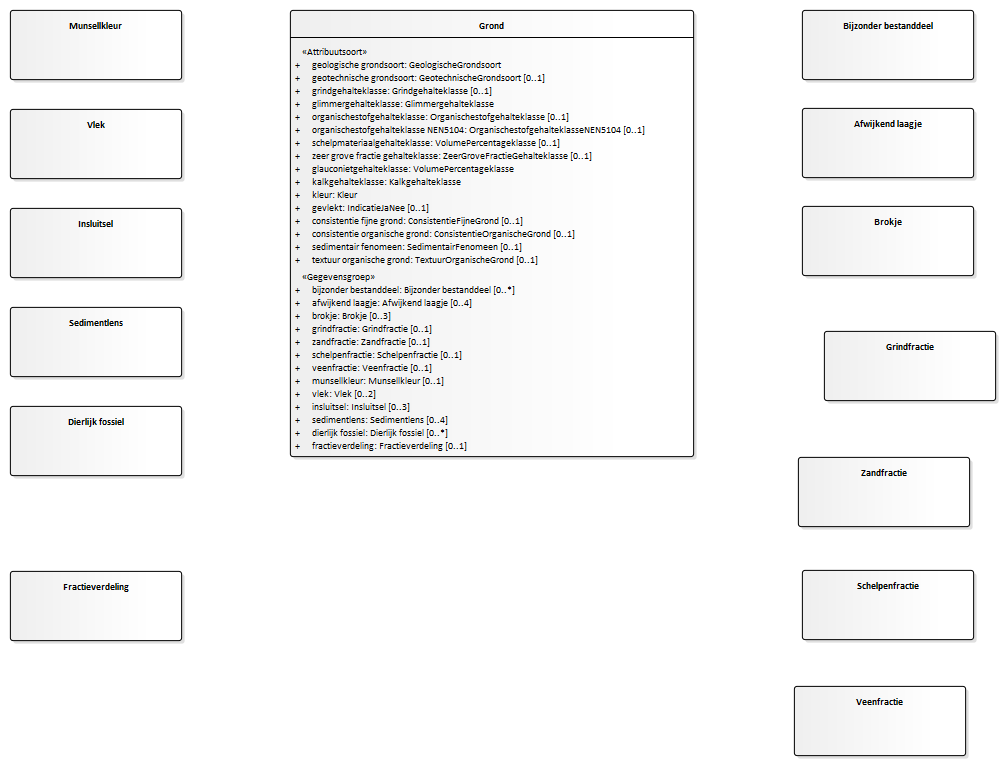 Munsellkleur
Vlek
Insluitsel
Sedimentlens
Dierlijk fossiel
Fractieverdeling
Grond
«Attribuutsoort»
+ geologische grondsoort: GeologischeGrondsoort
+ geotechnische grondsoort: GeotechnischeGrondsoort [0..1]
+ grindgehalteklasse: Grindgehalteklasse [0..1]
+ glimmergehalteklasse: Glimmergehalteklasse
+ organischestofgehalteklasse: Organischestofgehalteklasse [0..1]
+ organischestofgehalteklasse NEN5104: OrganischestofgehalteklasseNEN5104 [0..1]
+ schelpmateriaalgehalteklasse: VolumePercentageklasse [0..1]
+ zeer grove fractie gehalteklasse: ZeerGroveFractieGehalteklasse [0..1]
+ glauconietgehalteklasse: VolumePercentageklasse
+ kalkgehalteklasse: Kalkgehalteklasse
+ kleur: Kleur
+ gevlekt: IndicatieJaNee [0..1]
+ consistentie fijne grond: ConsistentieFijneGrond [0..1]
+ consistentie organische grond: ConsistentieOrganischeGrond [0..1]
+ sedimentair fenomeen: SedimentairFenomeen [0..1]
+ textuur organische grond: TextuurOrganischeGrond [0..1]
«Gegevensgroep»
+ bijzonder bestanddeel: Bijzonder bestanddeel [0..*]
+ afwijkend laagje: Afwijkend laagje [0..4]
+ brokje: Brokje [0..3]
+ grindfractie: Grindfractie [0..1]
+ zandfractie: Zandfractie [0..1]
+ schelpenfractie: Schelpenfractie [0..1]
+ veenfractie: Veenfractie [0..1]
+ munsellkleur: Munsellkleur [0..1]
+ vlek: Vlek [0..2]
+ insluitsel: Insluitsel [0..3]
+ sedimentlens: Sedimentlens [0..4]
+ dierlijk fossiel: Dierlijk fossiel [0..*]
+ fractieverdeling: Fractieverdeling [0..1]
Bijzonder bestanddeel
Afwijkend laagje
Brokje
Grindfractie
Zandfractie
Schelpenfractie
Veenfractie